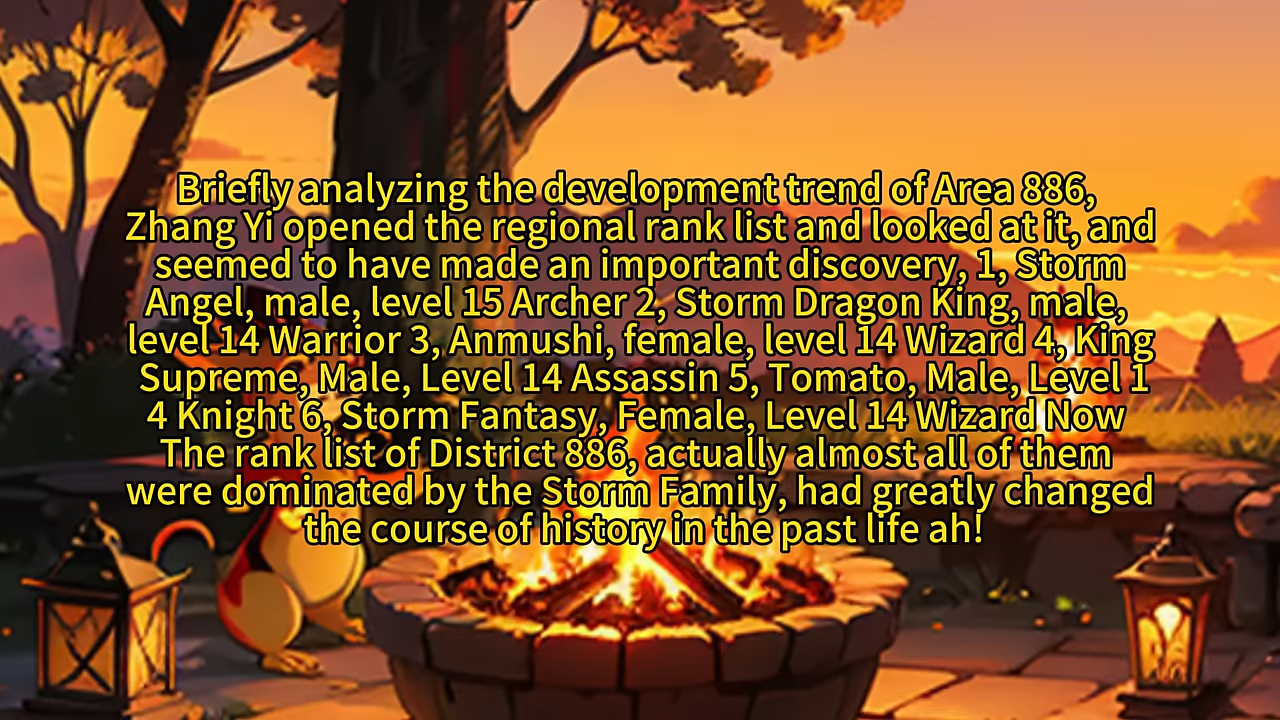 Briefly analyzing the development trend of Area 886,
Zhang Yi opened the regional rank list and looked at it, and
seemed to have made an important discovery, 1, Storm
Angel, male, level 15 Archer 2, Storm Dragon King, male,
level 14 Warrior 3, Anmushi, female, level 14 Wizard 4, King
Supreme, Male, Level 14 Assassin 5, Tomato, Male, Level 1
4 Knight 6, Storm Fantasy, Female, Level 14 Wizard Now
The rank list of District 886, actually almost all of them
were dominated by the Storm Family, had greatly changed
the course of history in the past life ah!